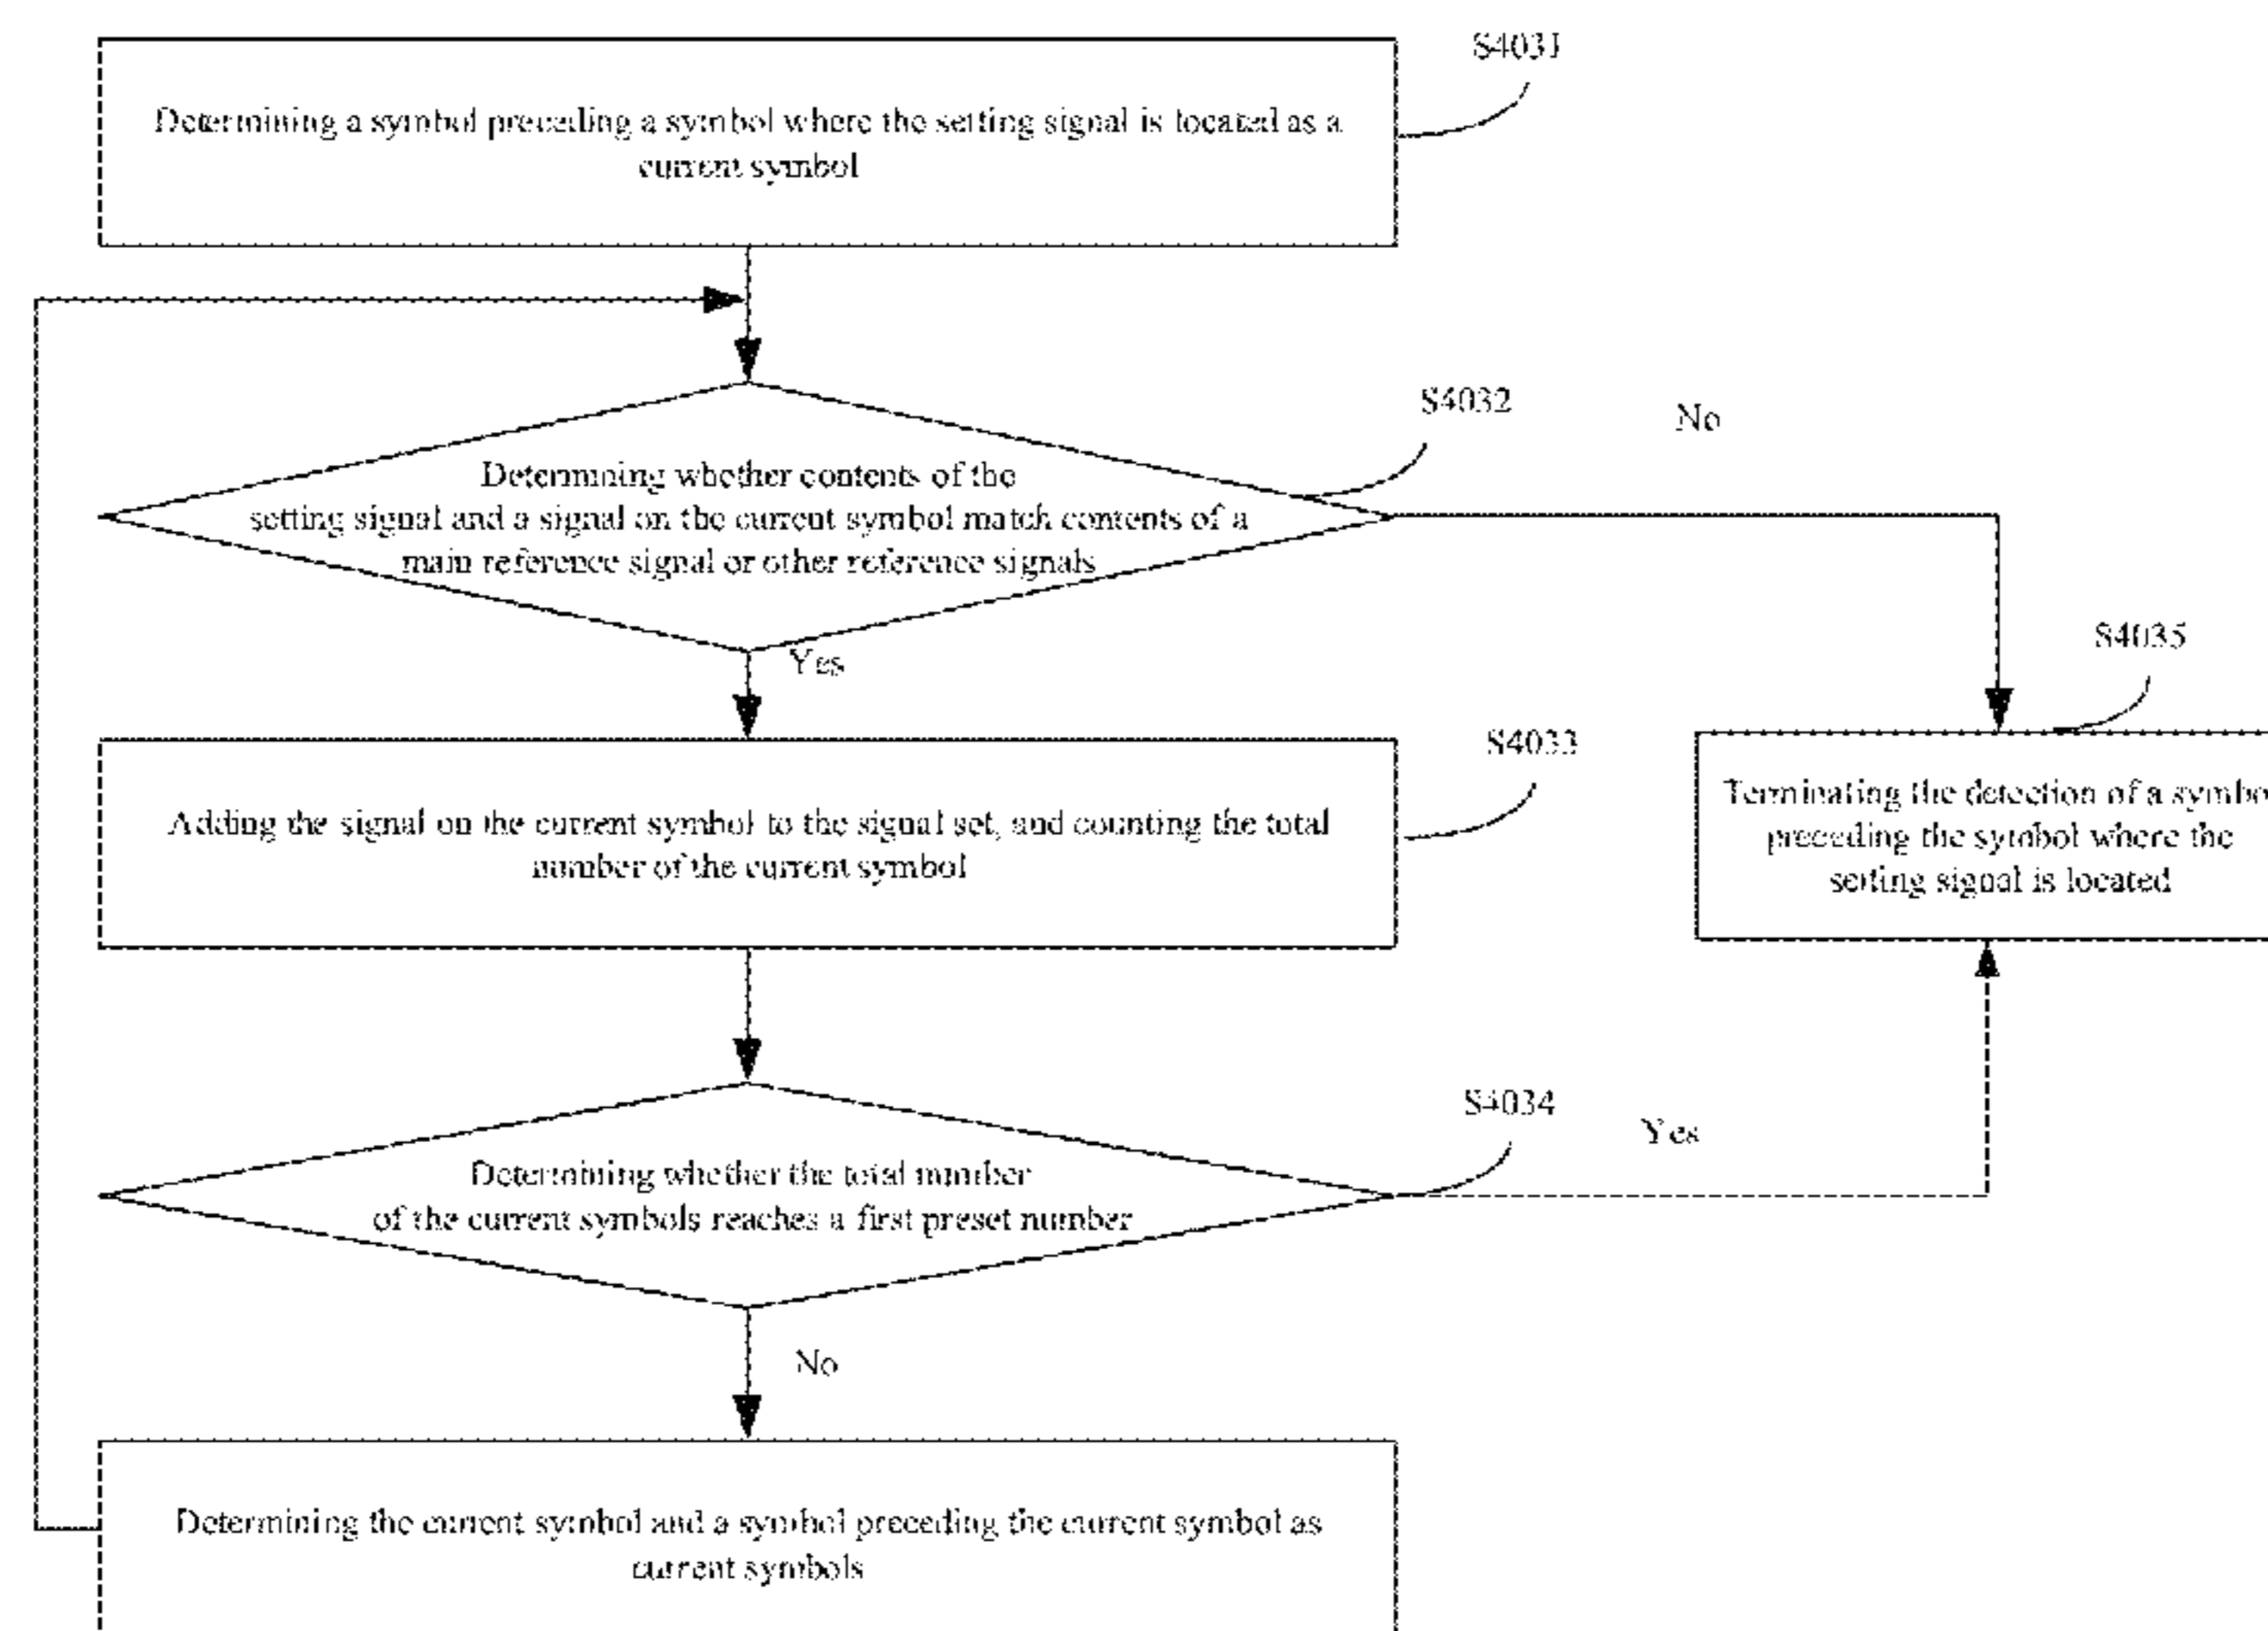 S4031
Determining a symbol preceding a symbol where the setting signal is located as a
current symbol
S4032
No
Determining whether contents of the
setting signal and a signal on the current symbol match contents of a
main reference signal or other reference signals
Yes
S4035
S4033
Terminating the detection of a symbo
preceding the symbol where the
setting signal is located
Adding the signal on the current symbol to the signal set, and counting the total
number of the current symbol
S4034
Yes
Determining whether the total number
of the current symbols reaches a first preset number
No
Determining the current symbol and a symbol preceding the current symbol as
current symbols